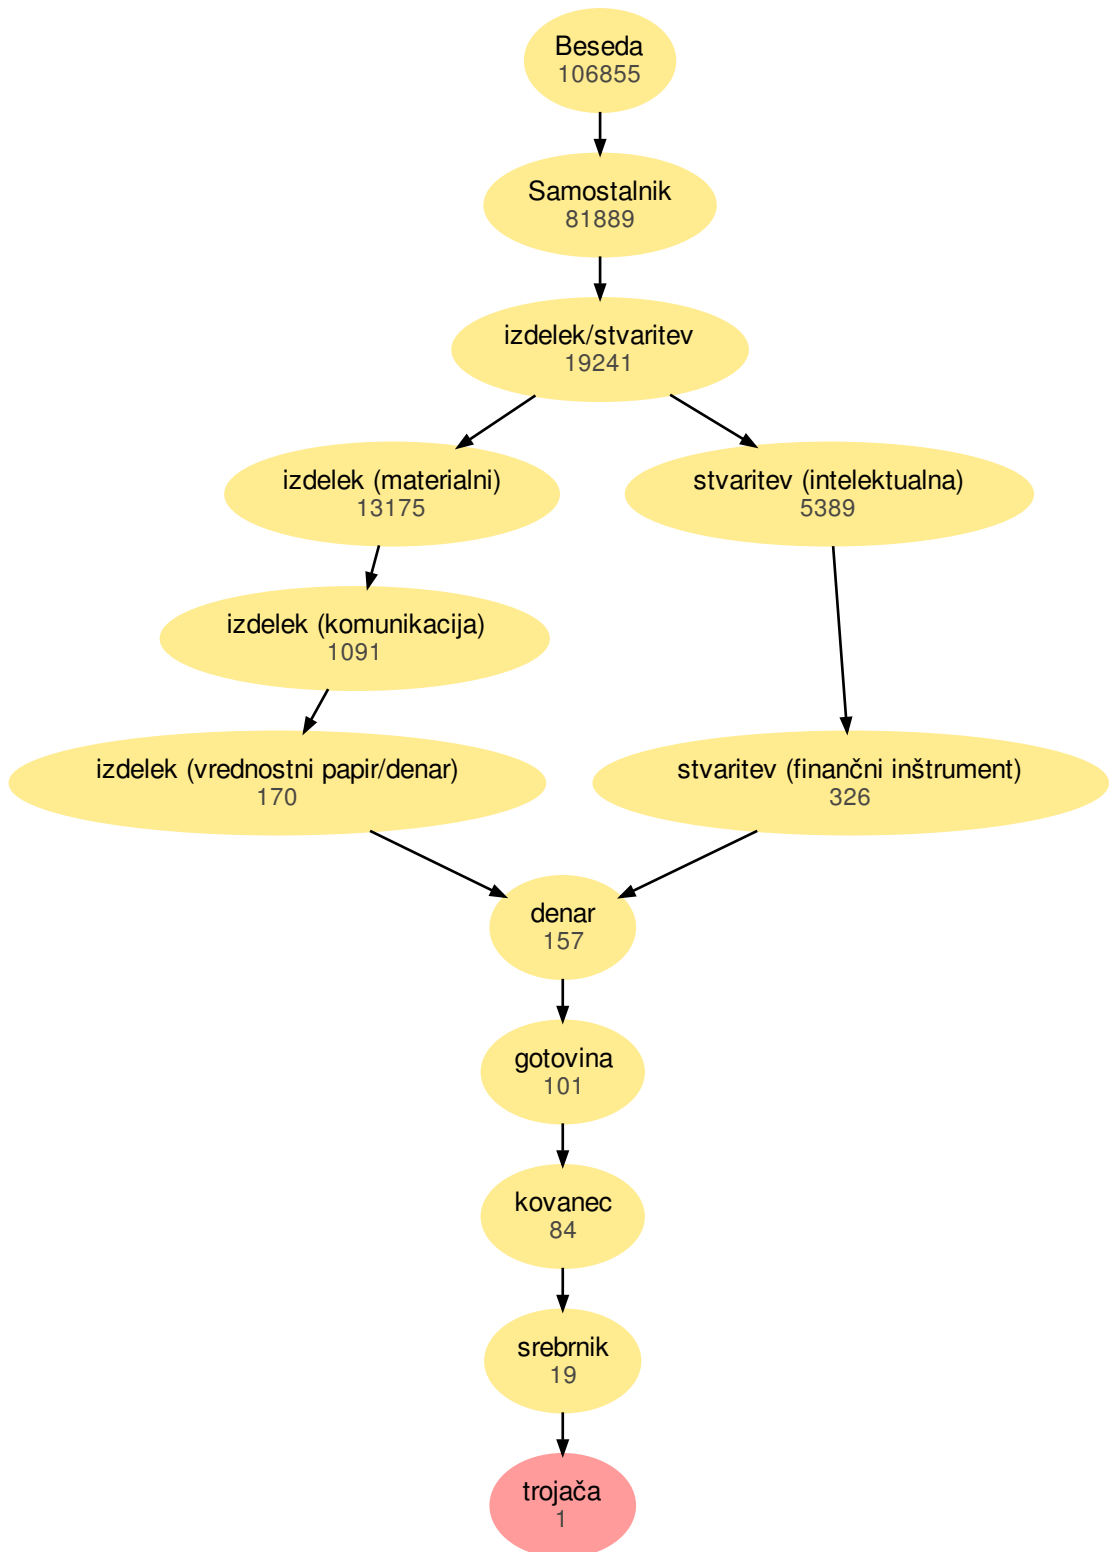 Beseda
106855
Samostalnik
81889
izdelek/stvaritev
19241
izdelek (materialni)
13175
stvaritev (intelektualna)
5389
izdelek (komunikacija)
1091
izdelek (vrednostni papir/denar)
170
stvaritev (finančni inštrument)
326
denar
157
gotovina
101
kovanec
84
srebrnik
19
trojača
1